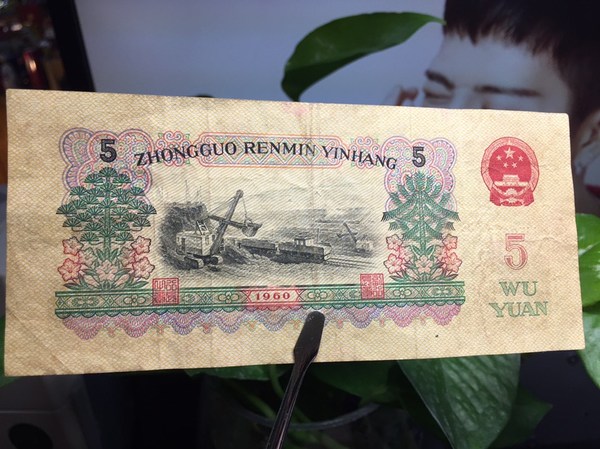 5 ZHONGGUO RENMIN YINHANG 5
5
WU
YUAN
1960